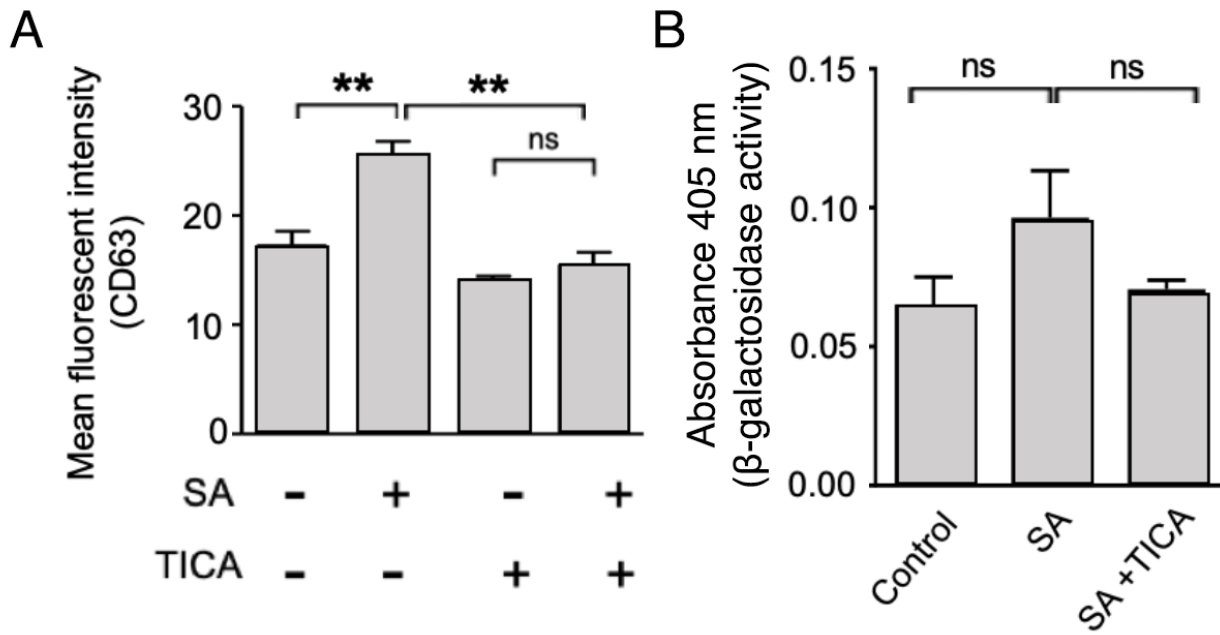 A
Mean fluorescent intensity
(CD63)
30
20
10
0
**
**
ns
SA - + - +
TICA - - + +
B
Absorbance 405 nm
(β-galactosidase activity)
0.15
0.10
0.05
0.00
ns
ns
Control
SA
SA +TICA